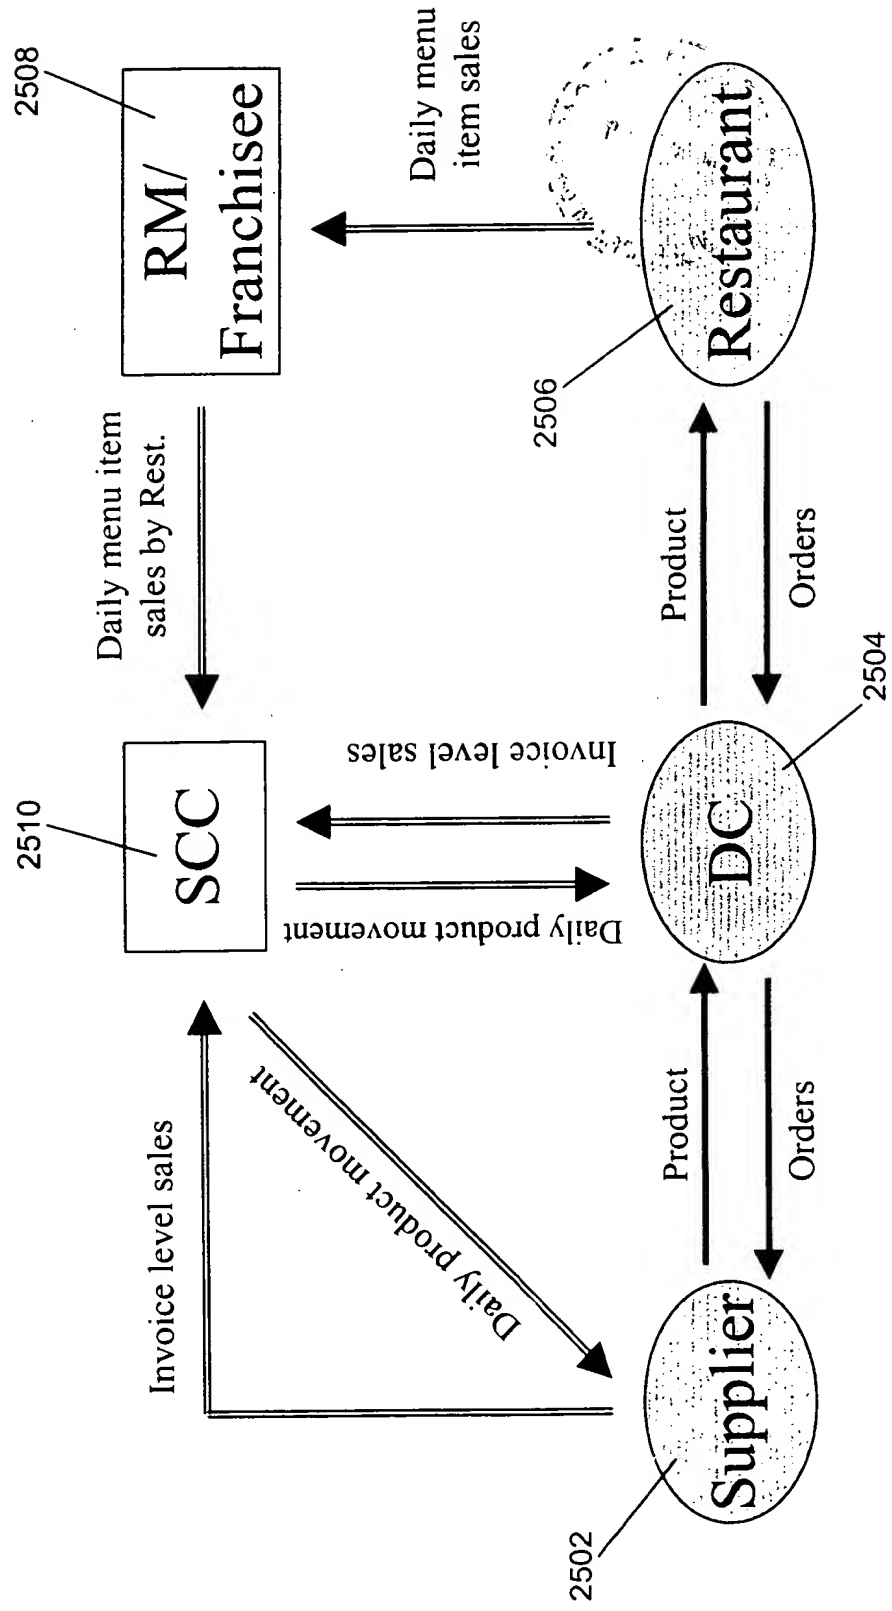 2510
2508
SCC
RM/
Franchisee
Daily menu item
sales by Rest.
Daily menu
item sales
Invoice level sales
Daily product movement
Daily product movement
Invoice level sales
2506
Product
Product
Supplier
DC
Restaurant
Orders
Orders
2502
2504